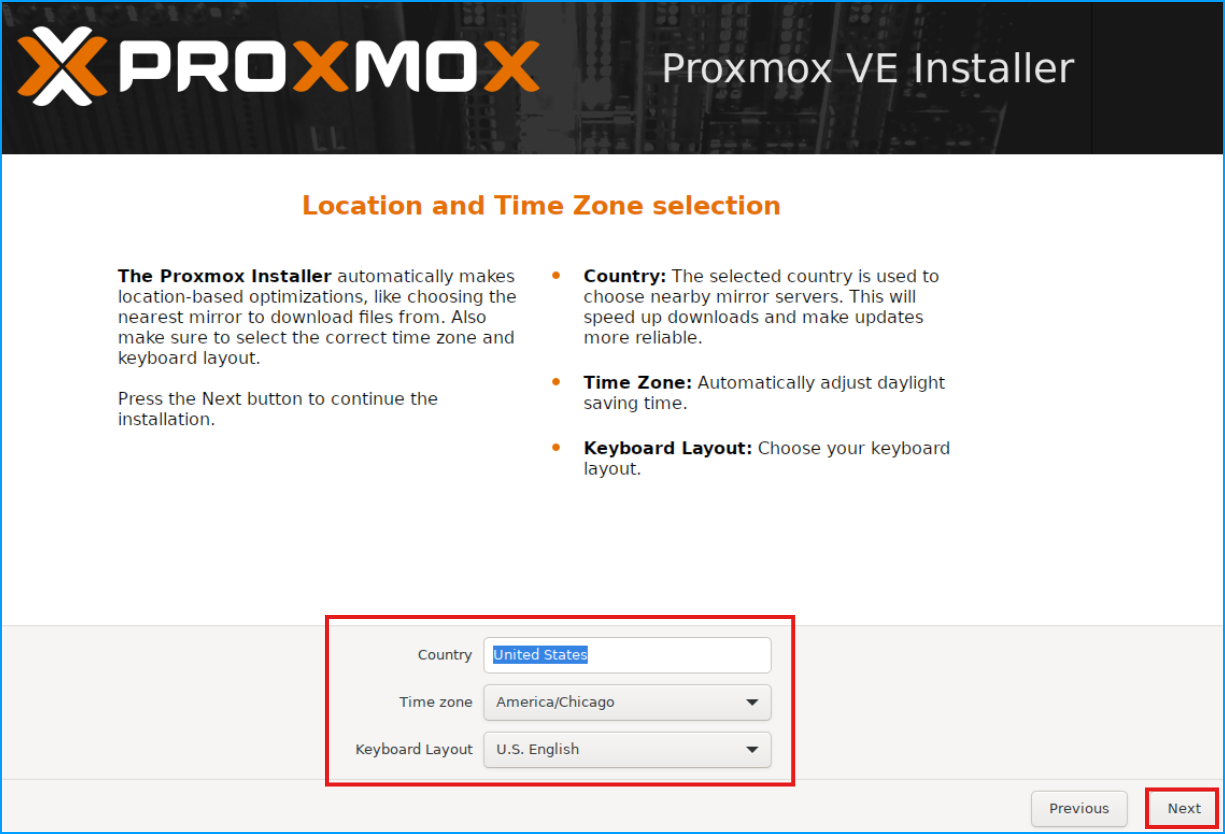 PROXMOX
Proxmox VE Installer
Location and Time Zone selection
The Proxmox Installer automatically makes
location-based optimizations, like choosing the
nearest mirror to download files from. Also
make sure to select the correct time zone and
keyboard layout.
Press the Next button to continue the
installation.
• Country: The selected country is used to
choose nearby mirror servers. This will
speed up downloads and make updates
more reliable.
• Time Zone: Automatically adjust daylight
saving time.
• Keyboard Layout: Choose your keyboard
layout.
Country United States
Time zone America/Chicago
Keyboard Layout U.S. English
Previous Next